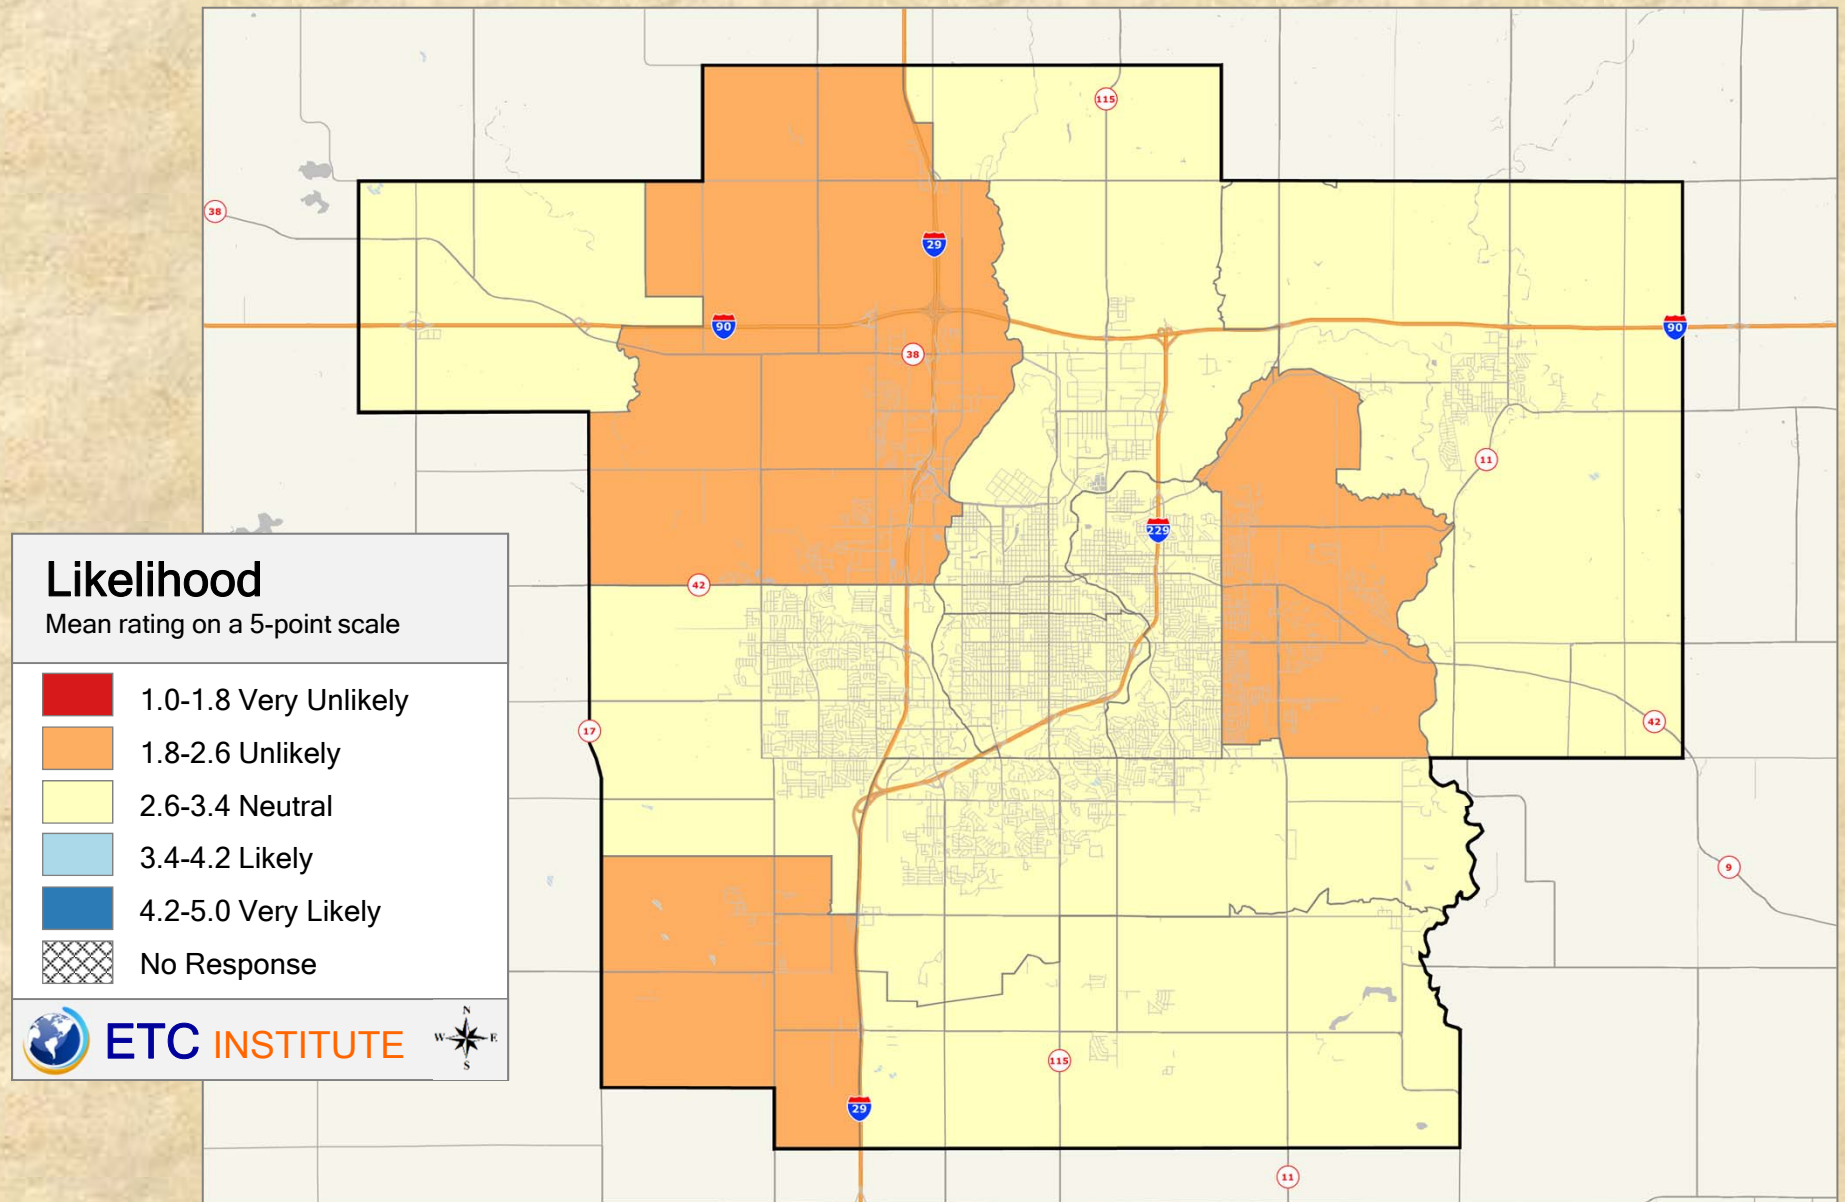 115
38
29
90
90
38
11
229
42
Likelihood
Mean rating on a 5-point scale
1.0-1.8 Very Unlikely
1.8-2.6 Unlikely
2.6-3.4 Neutral
3.4-4.2 Likely
4.2-5.0 Very Likely
No Response
ETC INSTITUTE
N
W E
S
17
42
9
115
29
11